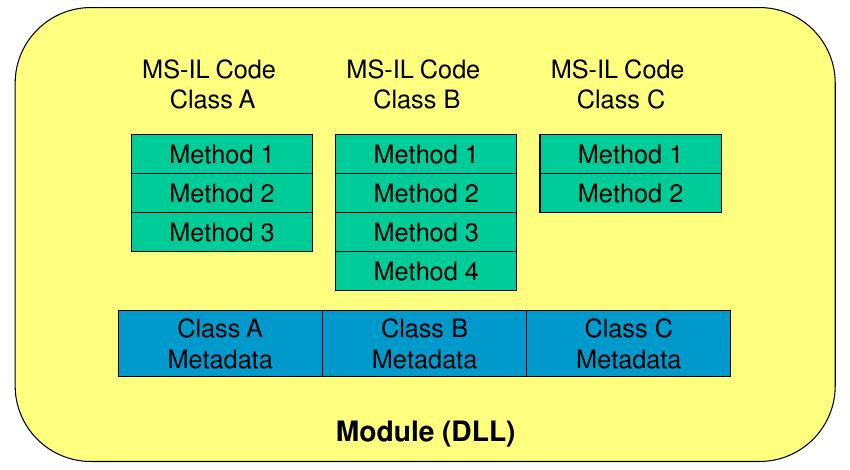 MS-IL Code
Class A
MS-IL Code
Class B
MS-IL Code
Class C
Method 1
Method 2
Method 3
Method 1
Method 2
Method 3
Method 4
Method 1
Method 2
Class A
Metadata
Class B
Metadata
Class C
Metadata
Module (DLL)